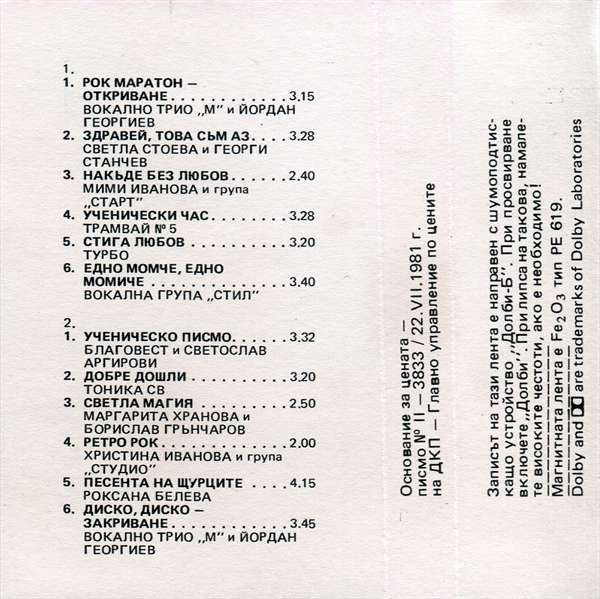 1.
1. РОК МАРАТОН –
ОТКРИВАНЕ . . . . . . . . . . . . 3.15
ВОКАЛНО ТРИО „М" и ЙОРДАН
ГЕОРГИЕВ
2. ЗДРАВЕЙ, ТОВА СЪМ АЗ. . . . 3.28
СВЕТЛА СТОЕВА и ГЕОРГИ
СТАНЧЕВ
3. НАКЪДЕ БЕЗ ЛЮБОВ. . . . . . . 2.40
МИМИ ИВАНОВА и група
„СТАРТ"
4. УЧЕНИЧЕСКИ ЧАС. . . . . . . . . 3.28
ТРАМВАЙ № 5
5. СТИГА ЛЮБОВ . . . . . . . . . . . 3.20
ТУРБО
6. ЕДНО МОМЧЕ, ЕДНО
МОМИЧЕ . . . . . . . . . . . . . . 3.40
ВОКАЛНА ГРУПА „СТИЛ"
2.
1. УЧЕНИЧЕСКО ПИСМО. . . . . . . 3.32
БЛАГОВЕСТ и СВЕТОСЛАВ
АРГИРОВИ
2. ДОБРЕ ДОШЛИ . . . . . . . . . . . 3.20
ТОНИКА СВ
3. СВЕТЛА МАГИЯ . . . . . . . . . . 2.50
МАРГАРИТА ХРАНОВА и
БОРИСЛАВ ГРЪНЧАРОВ
4. РЕТРО РОК . . . . . . . . . . . . . 2.00
ХРИСТИНА ИВАНОВА и група
„СТУДИО"
5. ПЕСЕНТА НА ЩУРЦИТЕ . . . . 4.15
РОКСАНА БЕЛЕВА
6. ДИСКО, ДИСКО –
ЗАКРИВАНЕ . . . . . . . . . . . . 3.45
ВОКАЛНО ТРИО „М" и ЙОРДАН
ГЕОРГИЕВ
Основание за цената –
писмо № II – 3833 / 22.VII.1981 г.
на ДКП – Главно управление по цените
Записът на тази лента е направен с шумоподтис-
кащо устройство „Долби-Б". При просвирване
включете „Долби". При липса на такова, намале-
те високите честоти, ако е необходимо!
Магнитната лента е Fe2O3 тип РЕ 619.
Dolby and are trademarks of Dolby Laboratories